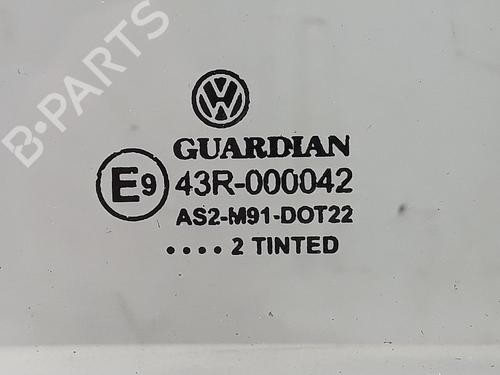 B-PARTS
GUARDIAN
E9 43R-000042
AS2-M91-DOT22
.... 2 TINTED